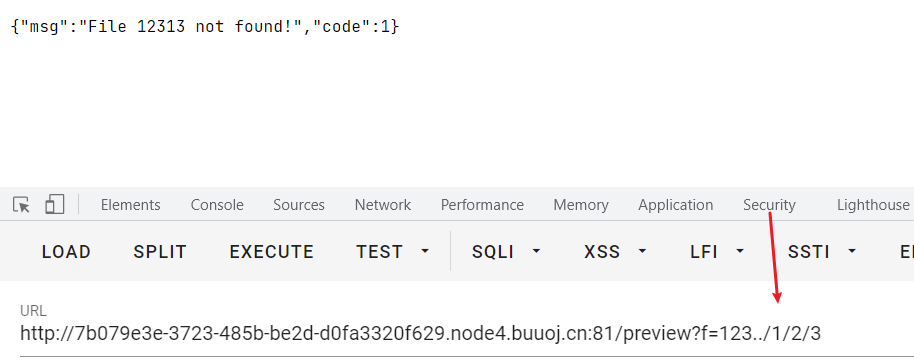 {"msg":"File 12313 not found!","code":1}
Elements Console Sources Network Performance Memory Application Security Lighthouse
LOAD SPLIT EXECUTE TEST SQLI XSS LFI SSTI
URL
http://7b079e3e-3723-485b-be2d-d0fa3320f629.node4.buuoj.cn:81/preview?f=123../1/2/3